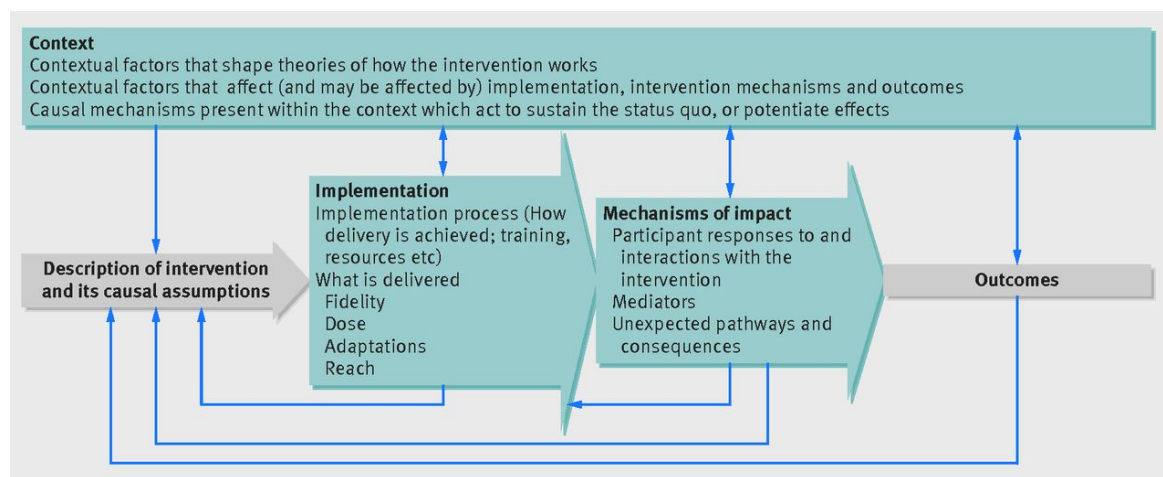 Context
Contextual factors that shape theories of how the intervention works
Contextual factors that affect (and may be affected by) implementation, intervention mechanisms and outcomes
Causal mechanisms present within the context which act to sustain the status quo, or potentiate effects
Description of intervention
and its causal assumptions
Implementation
Implementation process (How
delivery is achieved; training,
resources etc)
What is delivered
Fidelity
Dose
Adaptations
Reach
Mechanisms of impact
Participant responses to and
interactions with the
intervention
Mediators
Unexpected pathways and
consequences
Outcomes